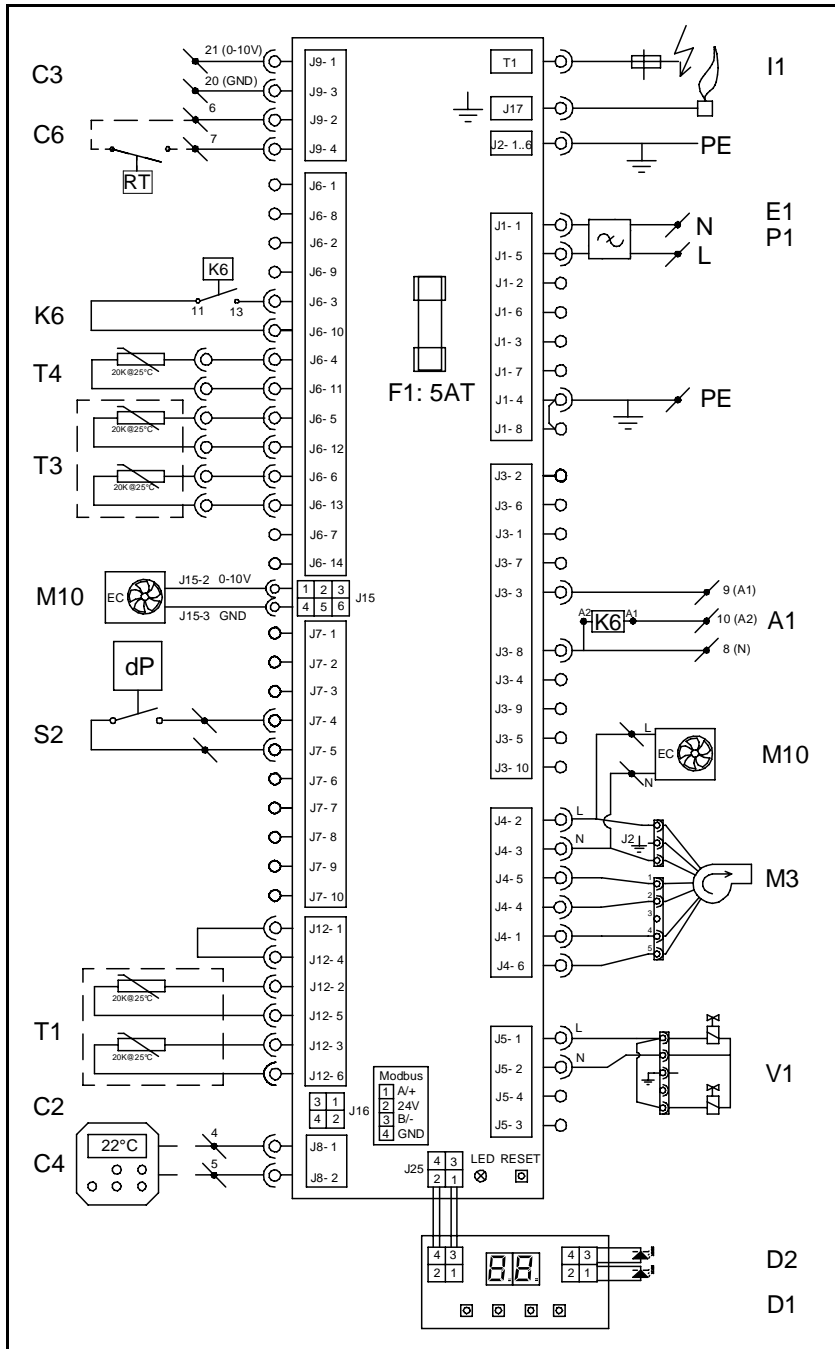 C3
21 (0-10V)
J9- 1
20 (GND)
J9- 3
C6
6
J9- 2
7
J9- 4
RT
J6- 1
J6- 8
J6- 2
J6- 9
K6
K6
11
13
J6- 3
J6- 10
T4
20K@25°C
J6- 4
J6- 11
T3
20K@25°C
J6- 5
J6- 12
20K@25°C
J6- 6
J6- 13
J6- 7
J6- 14
M10
EC
J15-2 0-10V
J15-3 GND
1 2 3
4 5 6
J15
J7- 1
J7- 2
J7- 3
dP
S2
J7- 4
J7- 5
J7- 6
J7- 7
J7- 8
J7- 9
J7- 10
J12- 1
J12- 4
T1
20K@25°C
J12- 2
J12- 5
20K@25°C
J12- 3
J12- 6
C2
3 1
4 2
J16
Modbus
1 A/+
2 24V
3 B/-
4 GND
C4
22°C
4
J8- 1
5
J8- 2
F1: 5AT
T1
I1
J17
J2- 1..6
PE
E1
P1
J1- 1
N
J1- 5
L
J1- 2
J1- 6
J1- 3
J1- 7
J1- 4
PE
J1- 8
J3- 2
J3- 6
J3- 1
J3- 7
J3- 3
9 (A1)
A2
K6
A1
10 (A2)
A1
J3- 8
8 (N)
J3- 4
J3- 9
J3- 5
J3- 10
L
EC
N
M10
J4- 2
L
J4- 3
N
J2
M3
J4- 5
1
J4- 4
2
3
J4- 1
4
J4- 6
5
J5- 1
L
J5- 2
N
V1
J5- 4
J5- 3
J25
4 3
2 1
LED RESET
4 3
2 1
88
4 3
2 1
D2
D1